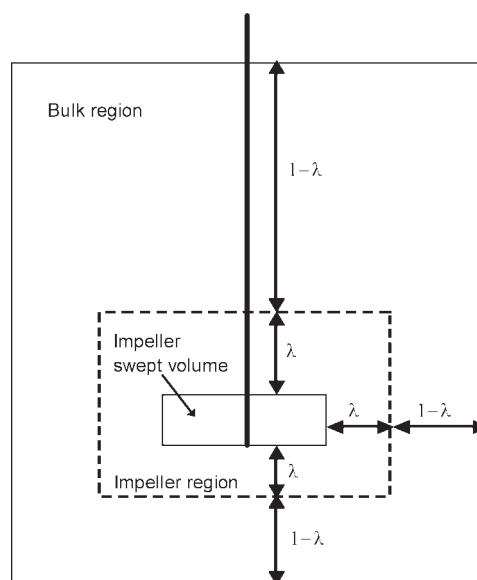 Bulk region
1−λ
Impeller
swept volume
λ
λ
1−λ
λ
Impeller region
1−λ